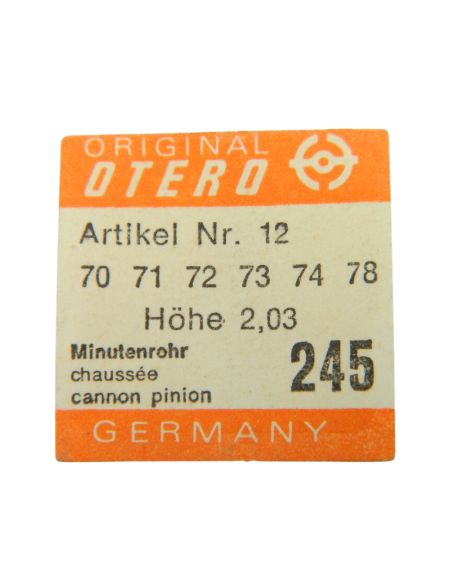 ORIGINAL
OTERO
Artikel Nr. 12
70 71 72 73 74 78
Höhe 2,03
Minutenrohr
chaussée
cannon pinion
245
GERMANY